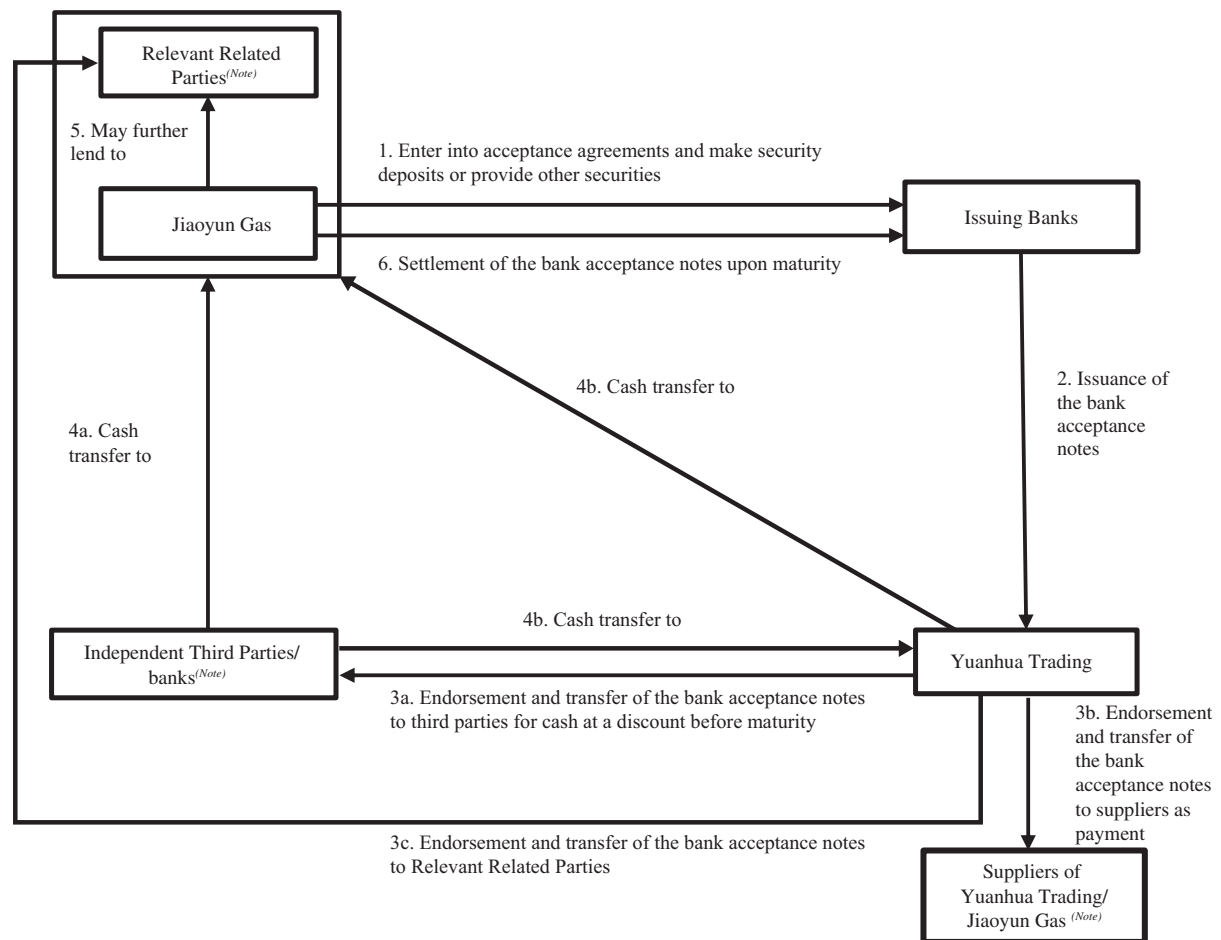 Relevant Related
Parties(Note)
5. May further
lend to
1. Enter into acceptance agreements and make security
deposits or provide other securities
Jiaoyun Gas
Issuing Banks
6. Settlement of the bank acceptance notes upon maturity
4b. Cash transfer to
2. Issuance of
the bank
acceptance
notes
4a. Cash
transfer to
4b. Cash transfer to
Independent Third Parties/
banks(Note)
Yuanhua Trading
3a. Endorsement and transfer of the bank acceptance notes
to third parties for cash at a discount before maturity
3b. Endorsement
and transfer of
the bank
acceptance notes
to suppliers as
payment
3c. Endorsement and transfer of the bank acceptance notes
to Relevant Related Parties
Suppliers of
Yuanhua Trading/
Jiaoyun Gas (Note)